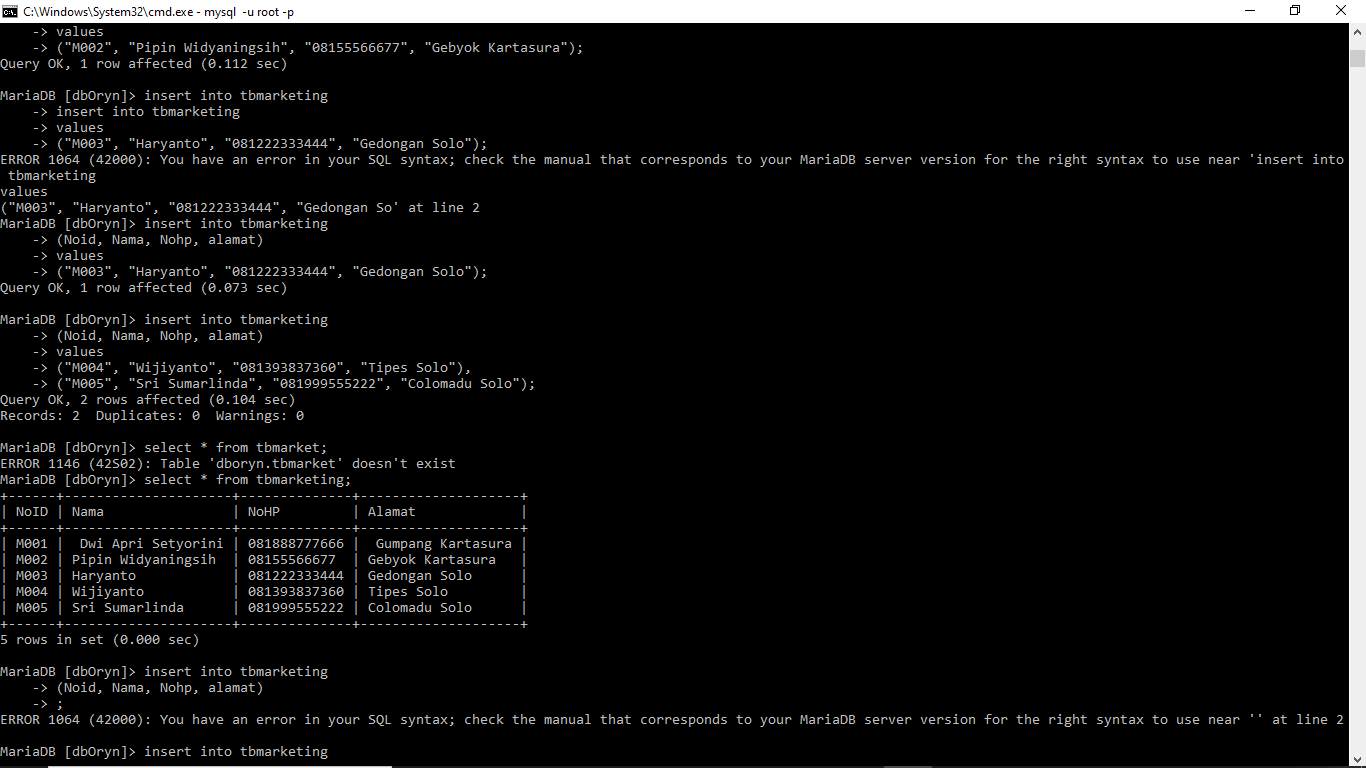 C:\Windows\System32\cmd.exe - mysql  -u root -p
    -> values
    -> ("M002", "Pipin Widyaningsih", "08155566677", "Gebyok Kartasura");
Query OK, 1 row affected (0.112 sec)
MariaDB [dbOryn]> insert into tbmarketing
    -> insert into tbmarketing
    -> values
    -> ("M003", "Haryanto", "081222333444", "Gedongan Solo");
ERROR 1064 (42000): You have an error in your SQL syntax; check the manual that corresponds to your MariaDB server version for the right syntax to use near 'insert into
 tbmarketing
values
("M003", "Haryanto", "081222333444", "Gedongan So' at line 2
MariaDB [dbOryn]> insert into tbmarketing
    -> (Noid, Nama, Nohp, alamat)
    -> values
    -> ("M003", "Haryanto", "081222333444", "Gedongan Solo");
Query OK, 1 row affected (0.073 sec)
MariaDB [dbOryn]> insert into tbmarketing
    -> (Noid, Nama, Nohp, alamat)
    -> values
    -> ("M004", "Wijiyanto", "081393837360", "Tipes Solo"),
    -> ("M005", "Sri Sumarlinda", "081999555222", "Colomadu Solo");
Query OK, 2 rows affected (0.104 sec)
Records: 2  Duplicates: 0  Warnings: 0
MariaDB [dbOryn]> select * from tbmarket;
ERROR 1146 (42S02): Table 'dboryn.tbmarket' doesn't exist
MariaDB [dbOryn]> select * from tbmarketing;
+------+---------------------+--------------+--------------------+
| NoID | Nama                | NoHP         | Alamat             |
+------+---------------------+--------------+--------------------+
| M001 |  Dwi Apri Setyorini | 081888777666 |  Gumpang Kartasura |
| M002 | Pipin Widyaningsih  | 08155566677  | Gebyok Kartasura   |
| M003 | Haryanto            | 081222333444 | Gedongan Solo      |
| M004 | Wijiyanto           | 081393837360 | Tipes Solo         |
| M005 | Sri Sumarlinda      | 081999555222 | Colomadu Solo      |
+------+---------------------+--------------+--------------------+
5 rows in set (0.000 sec)
MariaDB [dbOryn]> insert into tbmarketing
    -> (Noid, Nama, Nohp, alamat)
    -> ;
ERROR 1064 (42000): You have an error in your SQL syntax; check the manual that corresponds to your MariaDB server version for the right syntax to use near '' at line 2
MariaDB [dbOryn]> insert into tbmarketing